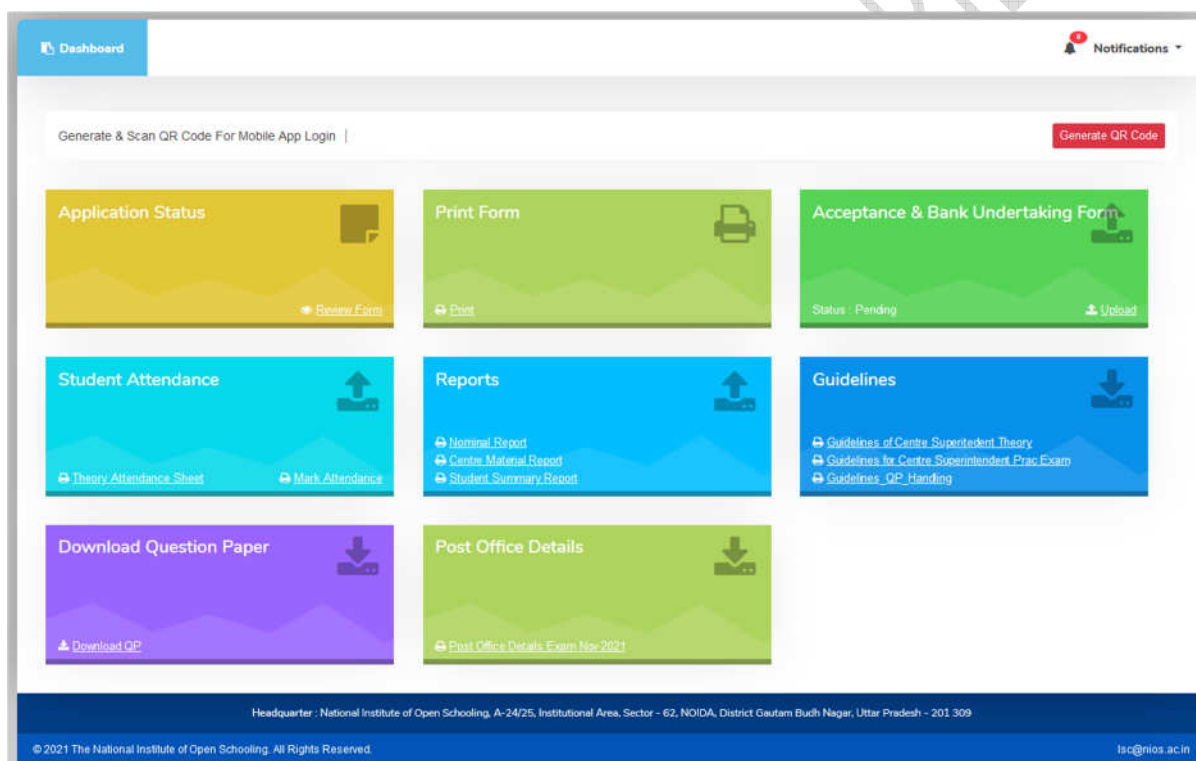 Dashboard
Notifications
Generate & Scan QR Code For Mobile App Login
Generate QR Code
Application Status
Review Form
Print Form
Print
Acceptance & Bank Undertaking Form
Status : Pending
Upload
Student Attendance
Theory Attendance Sheet
Mark Attendance
Reports
Nominal Report
Centre Material Report
Student Summary Report
Guidelines
Guidelines of Centre Superitedent Theory
Guidelines for Centre Superintendent Prac Exam
Guidelines_QP_Handling
Download Question Paper
Download QP
Post Office Details
Post Office Details Exam Nov 2021
Headquarter : National Institute of Open Schooling, A-24/25, Institutional Area, Sector - 62, NOIDA, District Gautam Budh Nagar, Uttar Pradesh - 201 309
© 2021 The National Institute of Open Schooling. All Rights Reserved.
lsc@nios.ac.in